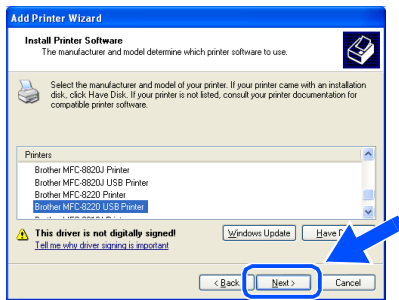 Add Printer Wizard
Install Printer Software
The manufacturer and model determine which printer software to use.
Select the manufacturer and model of your printer. If your printer came with an installation
disk, click Have Disk. If your printer is not listed, consult your printer documentation for
compatible printer software.
Printers
Brother MFC-8820J Printer
Brother MFC-8820J USB Printer
Brother MFC-8220 Printer
Brother MFC-8220 USB Printer
This driver is not digitally signed!
Tell me why driver signing is important
Windows Update
Have
< Back
Next >
Cancel